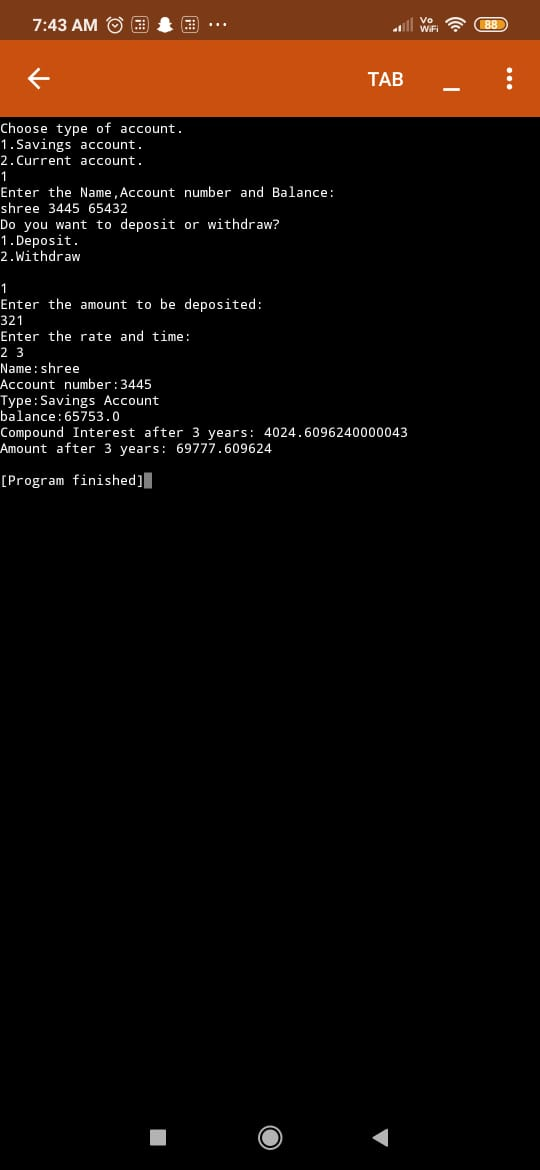 7:43 AM
Vo
WiFi
88
TAB
Choose type of account.
1.Savings account.
2.Current account.
1
Enter the Name,Account number and Balance:
shree 3445 65432
Do you want to deposit or withdraw?
1.Deposit.
2.Withdraw
1
Enter the amount to be deposited:
321
Enter the rate and time:
2 3
Name:shree
Account number:3445
Type:Savings Account
balance:65753.0
Compound Interest after 3 years: 4024.6096240000043
Amount after 3 years: 69777.609624
[Program finished]